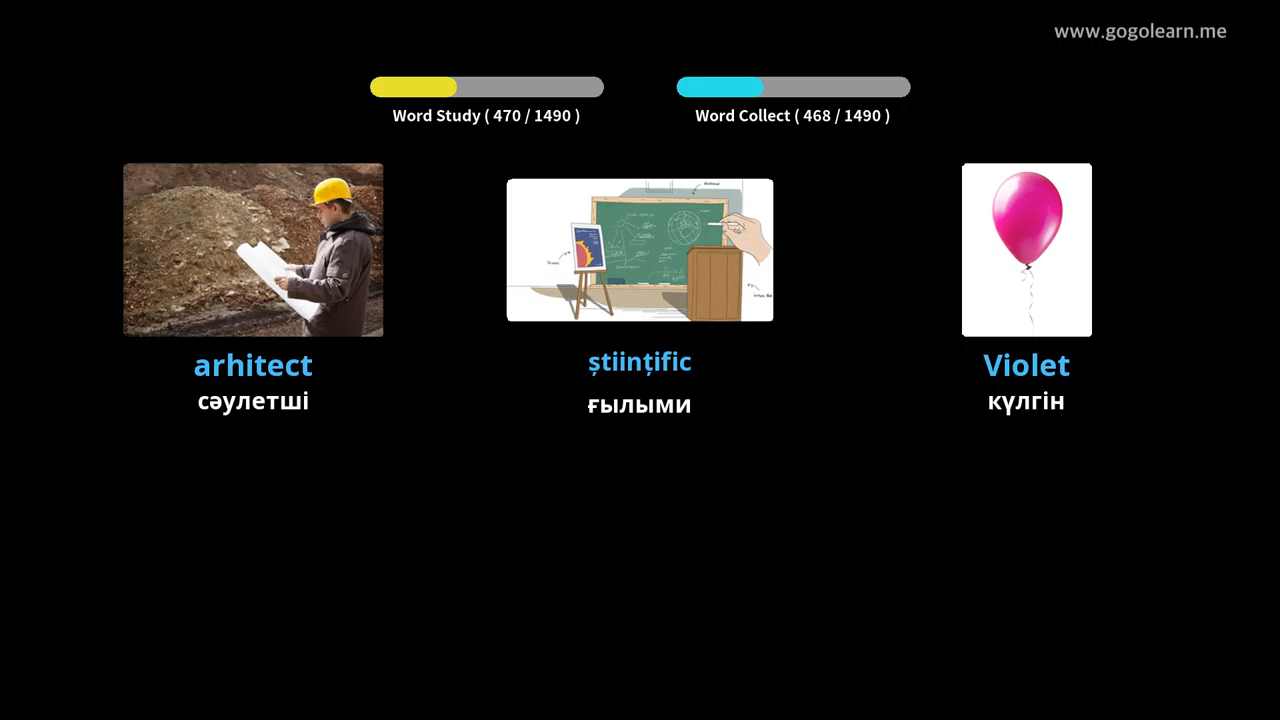 www.gogolearn.me
Word Study ( 470 / 1490 )
Word Collect ( 468 / 1490 )
arhitect
științific
Violet
сәулетші
ғылыми
күлгін